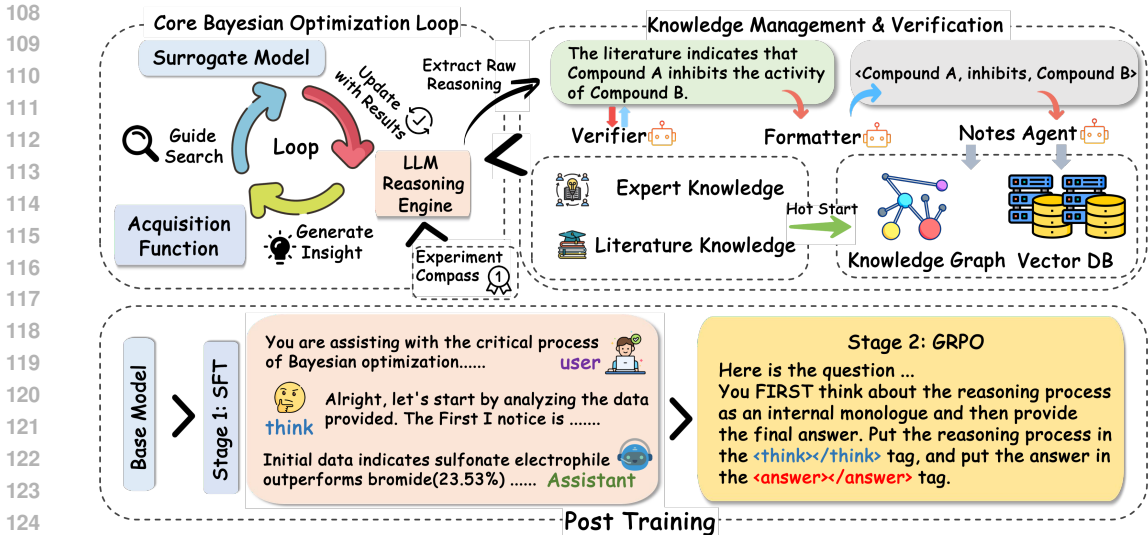 108
109
110
111
112
113
114
115
116
117
118
119
120
121
122
123
124
Core Bayesian Optimization Loop
Surrogate Model
Update
with Results
Guide
Search
Loop
LLM
Reasoning
Engine
Acquisition
Function
Generate
Insight
Experiment
Compass
1
Extract Raw
Reasoning
Knowledge Management & Verification
The literature indicates that
Compound A inhibits the activity
of Compound B.
<Compound A, inhibits, Compound B>
Verifier
Formatter
Notes Agent
Expert Knowledge
Literature Knowledge
Hot Start
Knowledge Graph
Vector DB
Base Model
Stage 1: SFT
You are assisting with the critical process
of Bayesian optimization......
user
think
Alright, let's start by analyzing the data
provided. The First I notice is .......
Initial data indicates sulfonate electrophile
outperforms bromide(23.53%) ...... Assistant
Stage 2: GRPO
Here is the question ...
You FIRST think about the reasoning process
as an internal monologue and then provide
the final answer. Put the reasoning process in
the <think></think> tag, and put the answer in
the <answer></answer> tag.
Post Training